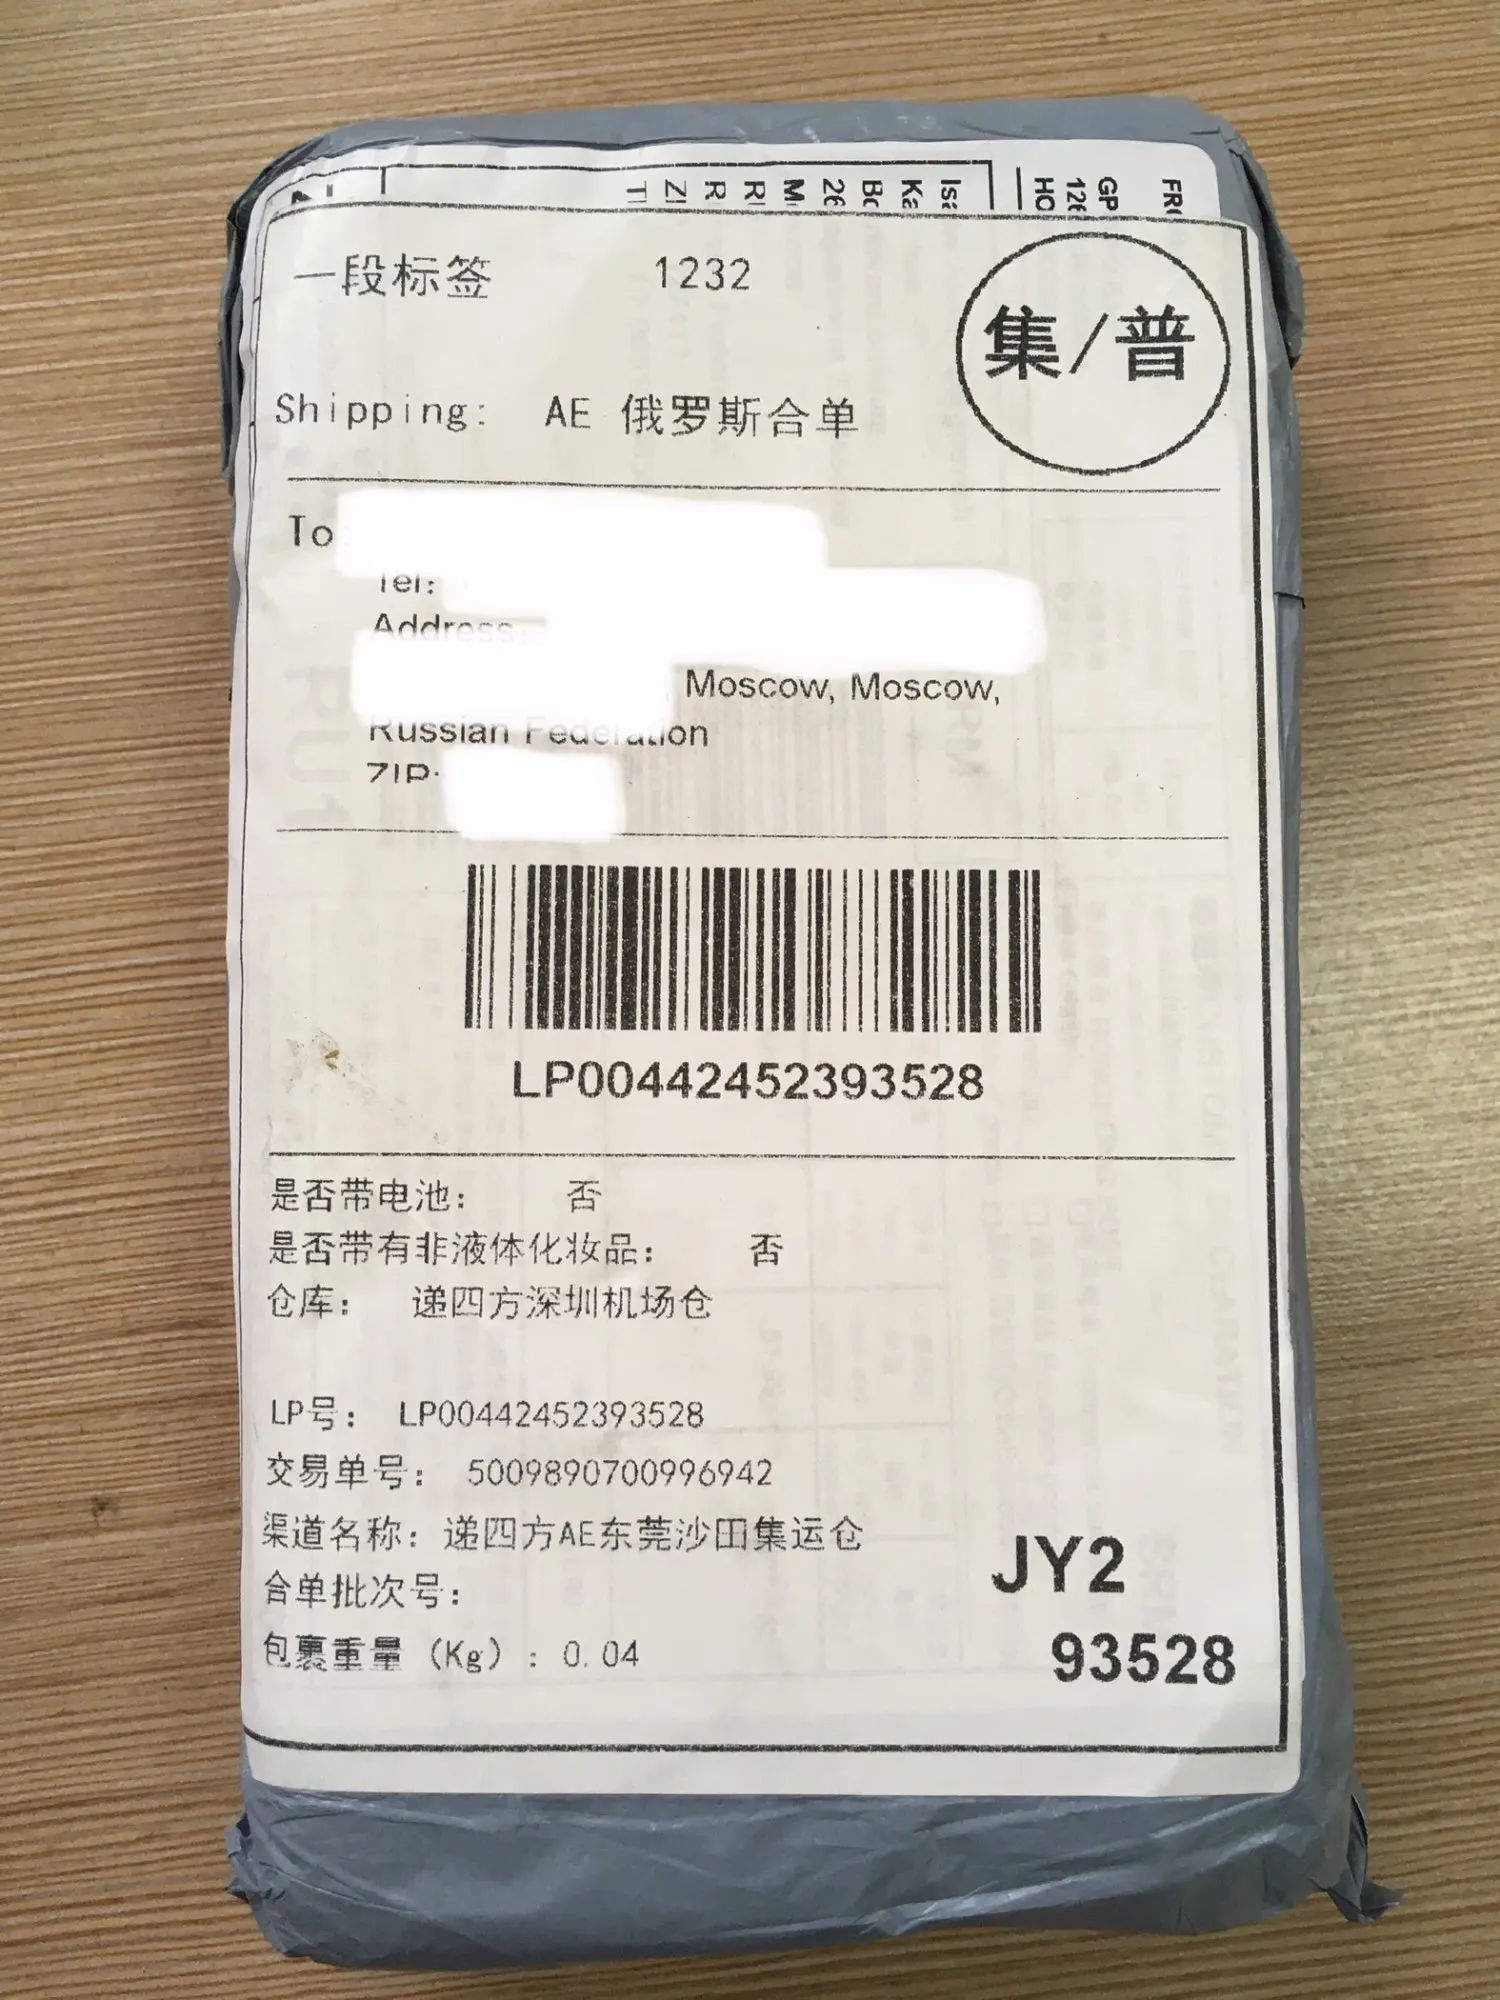 一段标签 1232
集/普
Shipping: AE 俄罗斯合单
To
Tel:
Address:
Moscow, Moscow,
Russian Federation
ZIP:
LP00442452393528
是否带电池: 否
是否带有非液体化妆品: 否
仓库: 递四方深圳机场仓
LP号: LP00442452393528
交易单号: 5009890700996942
渠道名称: 递四方AE东莞沙田集运仓
合单批次号:
包裹重量 (Kg) : 0.04
JY2
93528